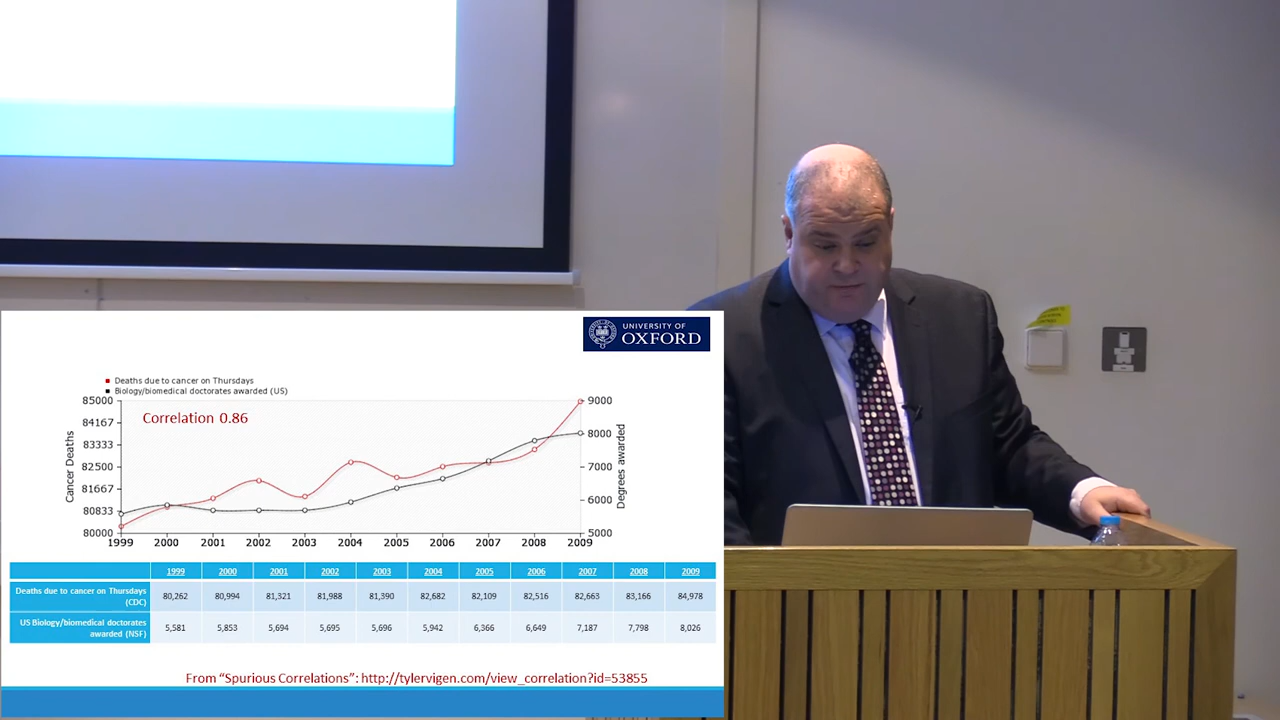 UNIVERSITY OF
OXFORD
Deaths due to cancer on Thursdays
Biology/biomedical doctorates awarded (US)
Correlation 0.86
Cancer Deaths
85000
84167
83333
82500
81667
80833
80000
9000
8000
7000
6000
5000
Degrees awarded
1999 2000 2001 2002 2003 2004 2005 2006 2007 2008 2009
1999 2000 2001 2002 2003 2004 2005 2006 2007 2008 2009
Deaths due to cancer on Thursdays
(CDC)
80,262 80,994 81,321 81,988 81,390 82,682 82,109 82,516 82,663 83,166 84,978
US Biology/biomedical doctorates
awarded (NSF)
5,581 5,853 5,694 5,695 5,696 5,942 6,366 6,649 7,187 7,798 8,026
From “Spurious Correlations”: http://tylervigen.com/view_correlation?id=53855